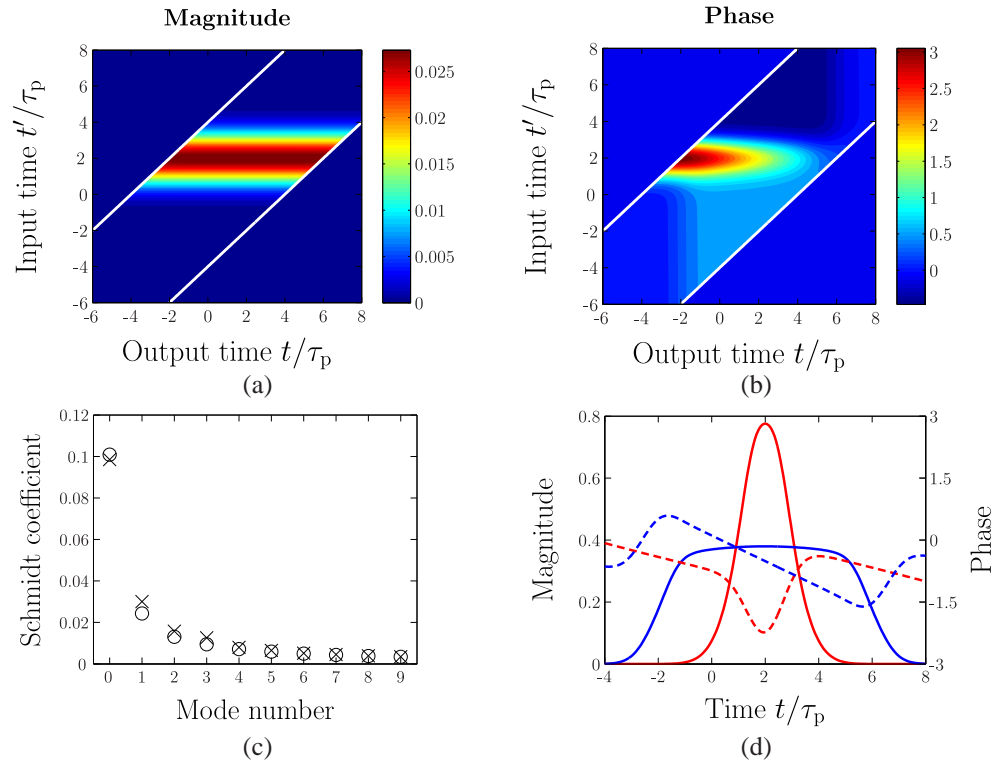 Magnitude
Phase
8
6
4
2
0
-2
-4
-6
-6 -4 -2 0 2 4 6 8
Input time t′/τp
Output time t/τp
0.025
0.02
0.015
0.01
0.005
0
(a)
8
6
4
2
0
-2
-4
-6
-6 -4 -2 0 2 4 6 8
Input time t′/τp
Output time t/τp
3
2.5
2
1.5
1
0.5
0
(b)
0.12
0.1
0.08
0.06
0.04
0.02
0
0 1 2 3 4 5 6 7 8 9
Schmidt coefficient
Mode number
(c)
0.8
0.6
0.4
0.2
0
-4 -2 0 2 4 6 8
3
1.5
0
-1.5
-3
Magnitude
Phase
Time t/τp
(d)